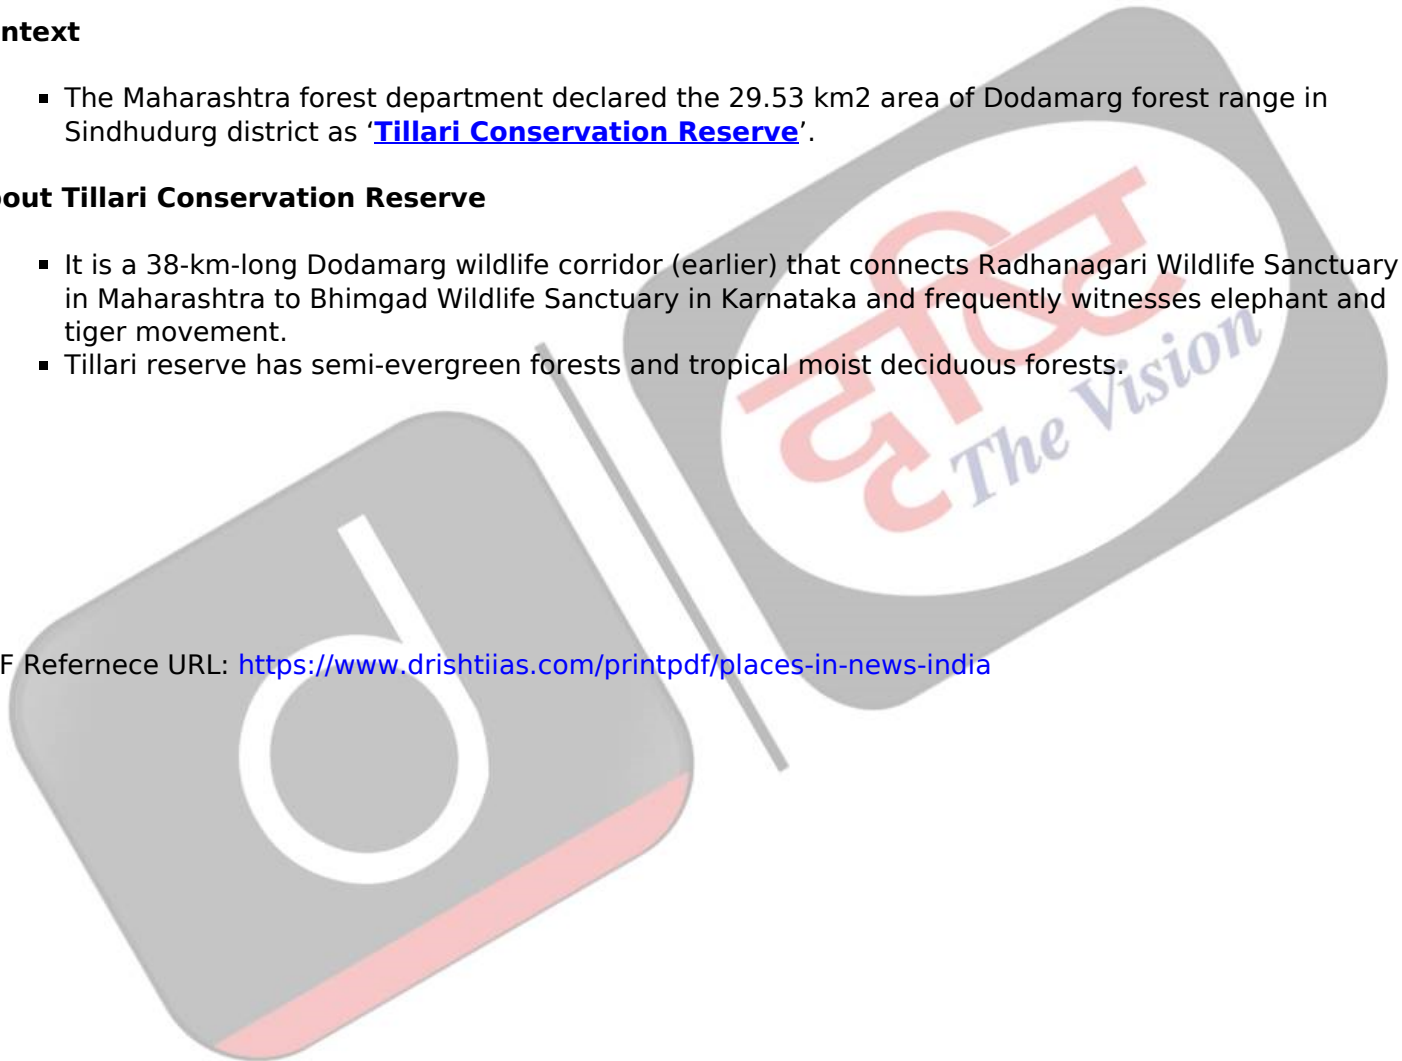 ntext
▪ The Maharashtra forest department declared the 29.53 km2 area of Dodamarg forest range in
Sindhudurg district as ‘Tillari Conservation Reserve’.
out Tillari Conservation Reserve
▪ It is a 38-km-long Dodamarg wildlife corridor (earlier) that connects Radhanagari Wildlife Sanctuary
in Maharashtra to Bhimgad Wildlife Sanctuary in Karnataka and frequently witnesses elephant and
tiger movement.
▪ Tillari reserve has semi-evergreen forests and tropical moist deciduous forests.
दृष्टि
The Vision
F Refernece URL: https://www.drishtiias.com/printpdf/places-in-news-india